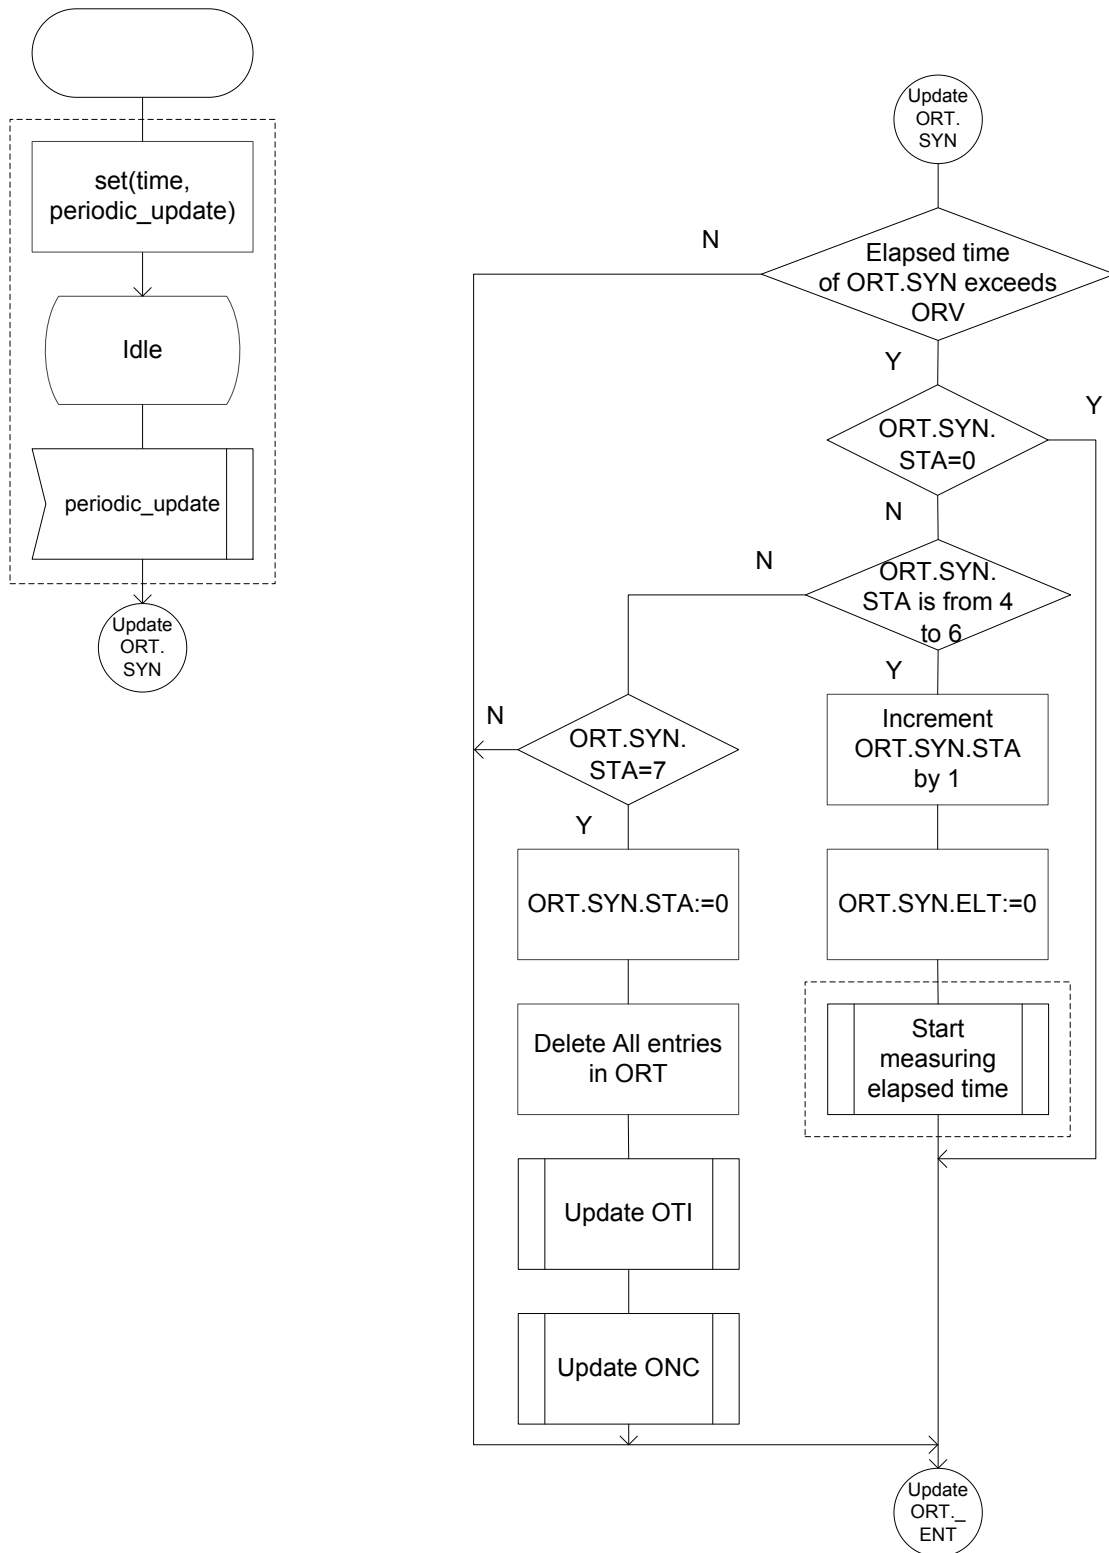 set(time,
periodic_update)
Idle
periodic_update
Update
ORT.
SYN
Update
ORT.
SYN
Elapsed time
of ORT.SYN exceeds
ORV
N
Y
ORT.SYN.
STA=0
Y
N
ORT.SYN.
STA is from 4
to 6
N
Y
ORT.SYN.
STA=7
N
Y
Increment
ORT.SYN.STA
by 1
ORT.SYN.STA:=0
ORT.SYN.ELT:=0
Delete All entries
in ORT
Start
measuring
elapsed time
Update OTI
Update ONC
Update
ORT._
ENT